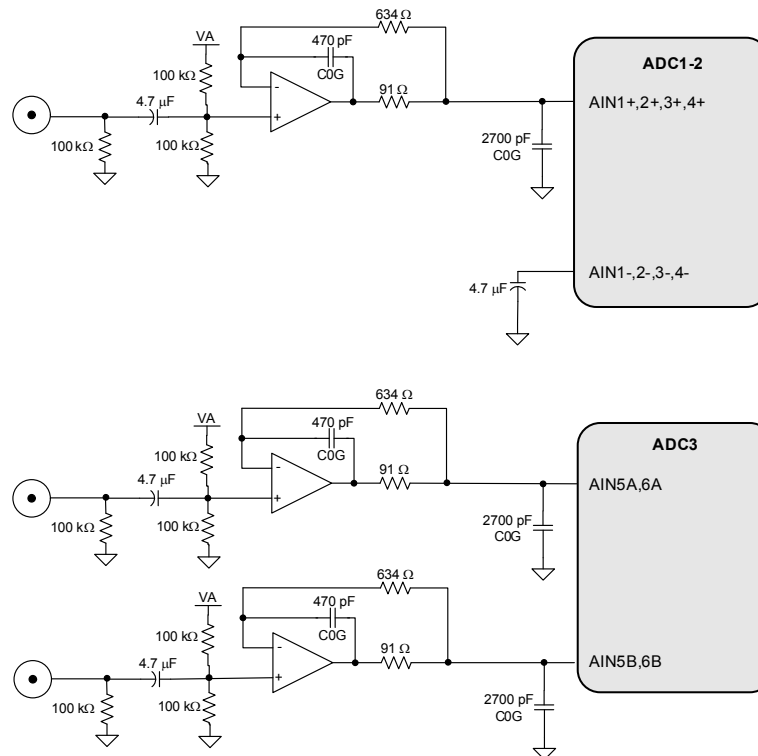 634 Ω
VA
470 pF
C0G
100 kΩ
4.7 µF
-
+
91 Ω
100 kΩ
100 kΩ
2700 pF
C0G
ADC1-2
AIN1+,2+,3+,4+
AIN1-,2-,3-,4-
4.7 µF
634 Ω
VA
470 pF
C0G
100 kΩ
4.7 µF
-
+
91 Ω
100 kΩ
100 kΩ
2700 pF
C0G
ADC3
AIN5A,6A
634 Ω
VA
470 pF
C0G
100 kΩ
4.7 µF
-
+
91 Ω
100 kΩ
100 kΩ
2700 pF
C0G
AIN5B,6B